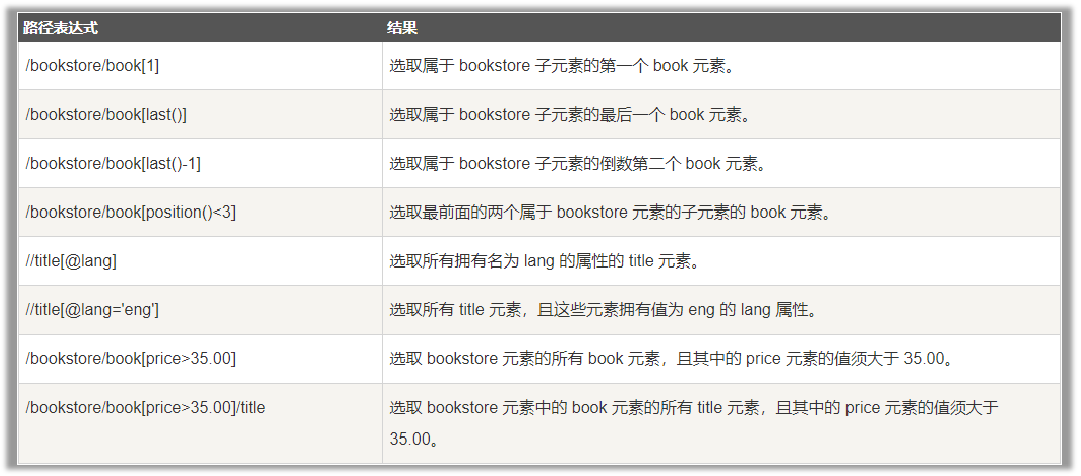 路径表达式 结果
/bookstore/book[1] 选取属于 bookstore 子元素的第一个 book 元素。
/bookstore/book[last()] 选取属于 bookstore 子元素的最后一个 book 元素。
/bookstore/book[last()-1] 选取属于 bookstore 子元素的倒数第二个 book 元素。
/bookstore/book[position()<3] 选取最前面的两个属于 bookstore 元素的子元素的 book 元素。
//title[@lang] 选取所有拥有名为 lang 的属性的 title 元素。
//title[@lang='eng'] 选取所有 title 元素，且这些元素拥有值为 eng 的 lang 属性。
/bookstore/book[price>35.00] 选取 bookstore 元素的所有 book 元素，且其中的 price 元素的值须大于 35.00。
/bookstore/book[price>35.00]/title 选取 bookstore 元素中的 book 元素的所有 title 元素，且其中的 price 元素的值须大于
35.00。